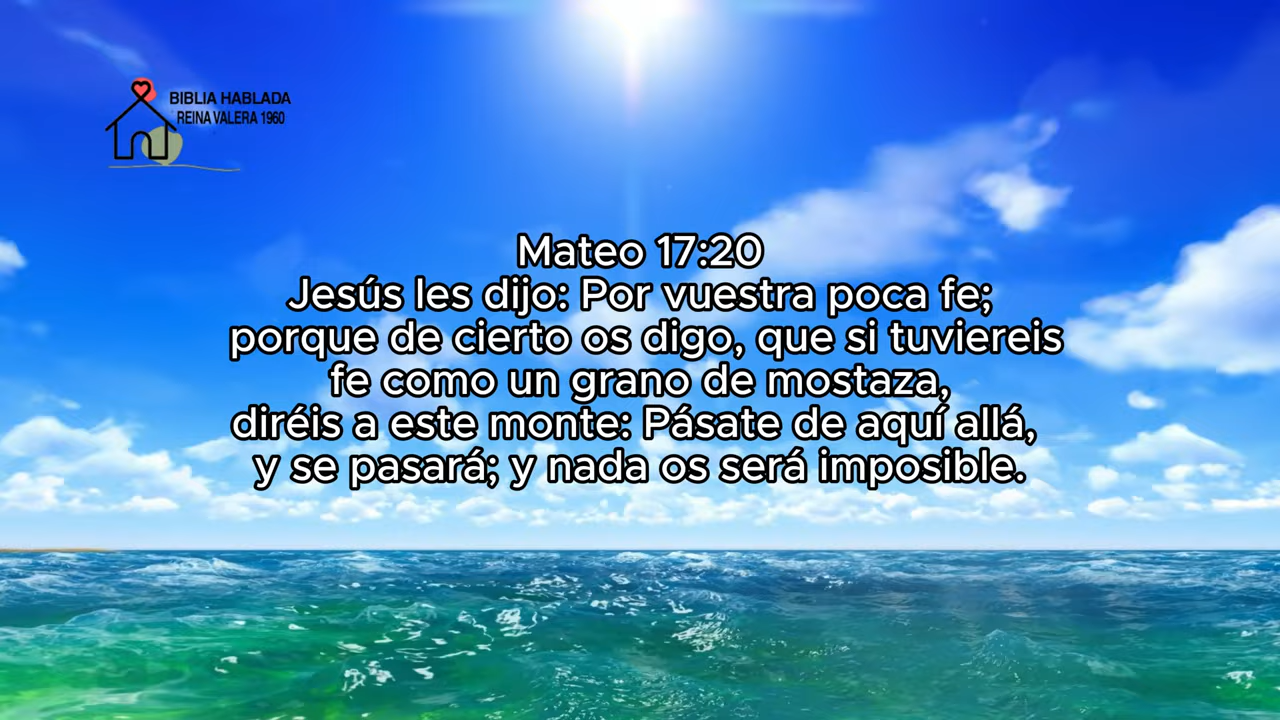 BIBLIA HABLADA
REINA VALERA 1960
Mateo 17:20
Jesús les dijo: Por vuestra poca fe;
porque de cierto os digo, que si tuviereis
fe como un grano de mostaza,
diréis a este monte: Pásate de aquí allá,
y se pasará; y nada os será imposible.